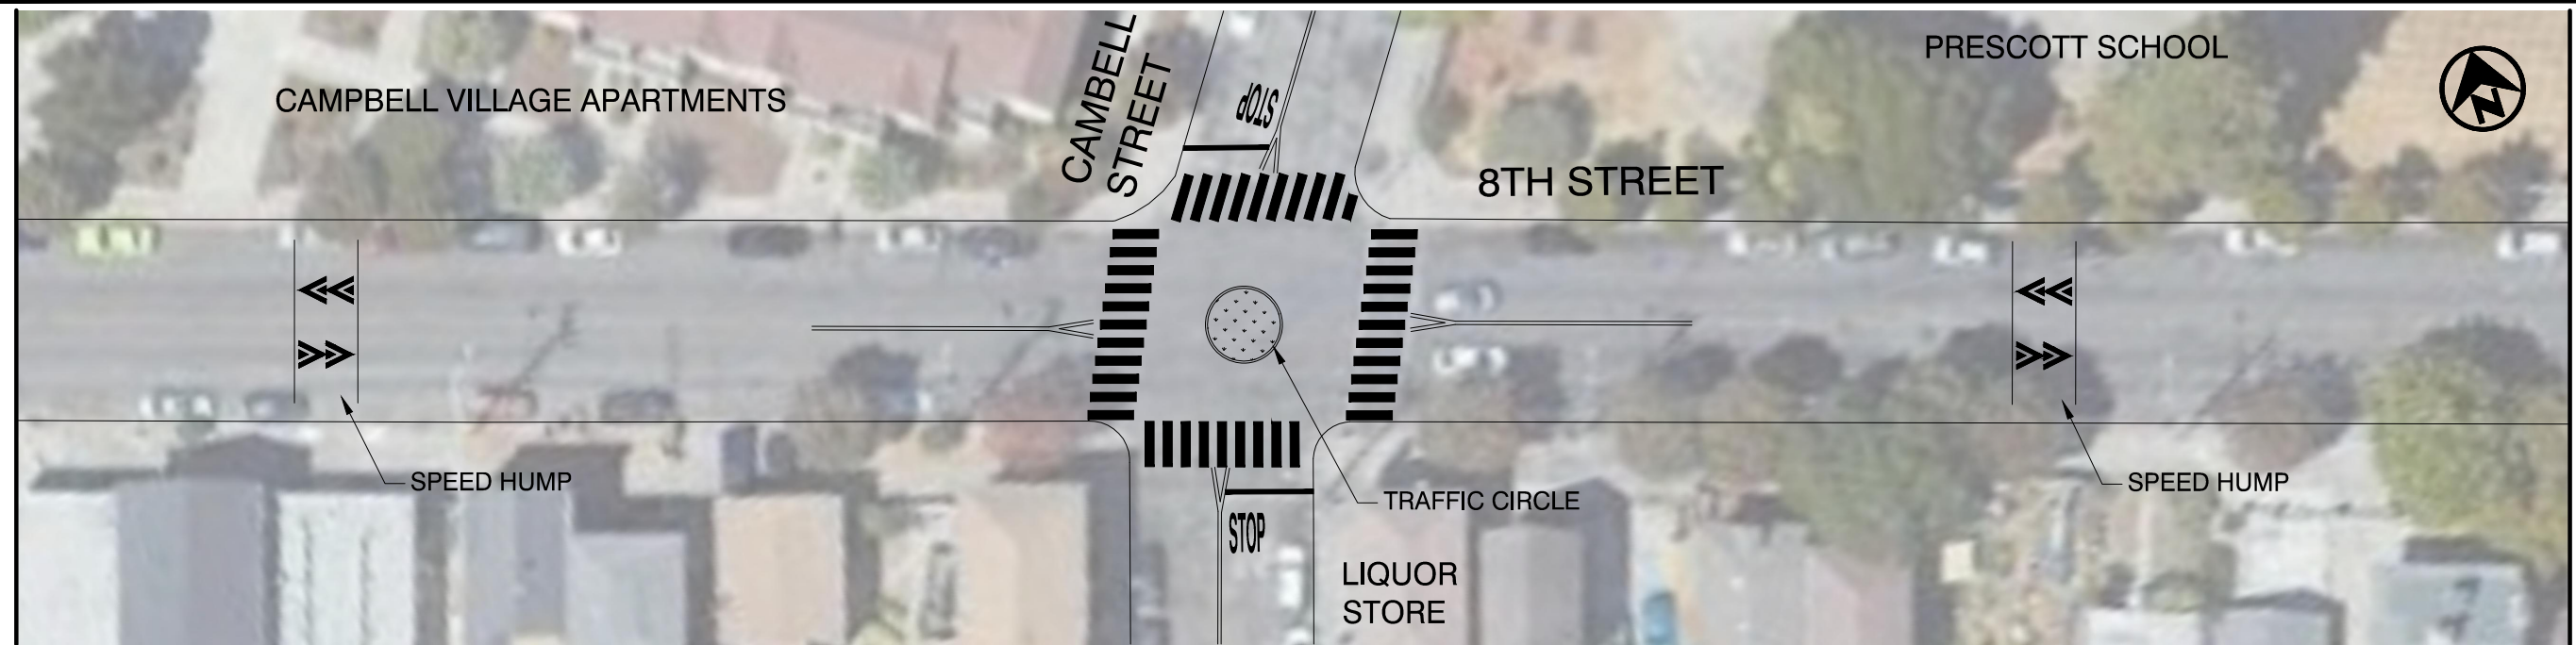 PRESCOTT SCHOOL
CAMPBELL VILLAGE APARTMENTS
CAMBELL
STREET
STOP
8TH STREET
N
SPEED HUMP
TRAFFIC CIRCLE
SPEED HUMP
STOP
LIQUOR
STORE